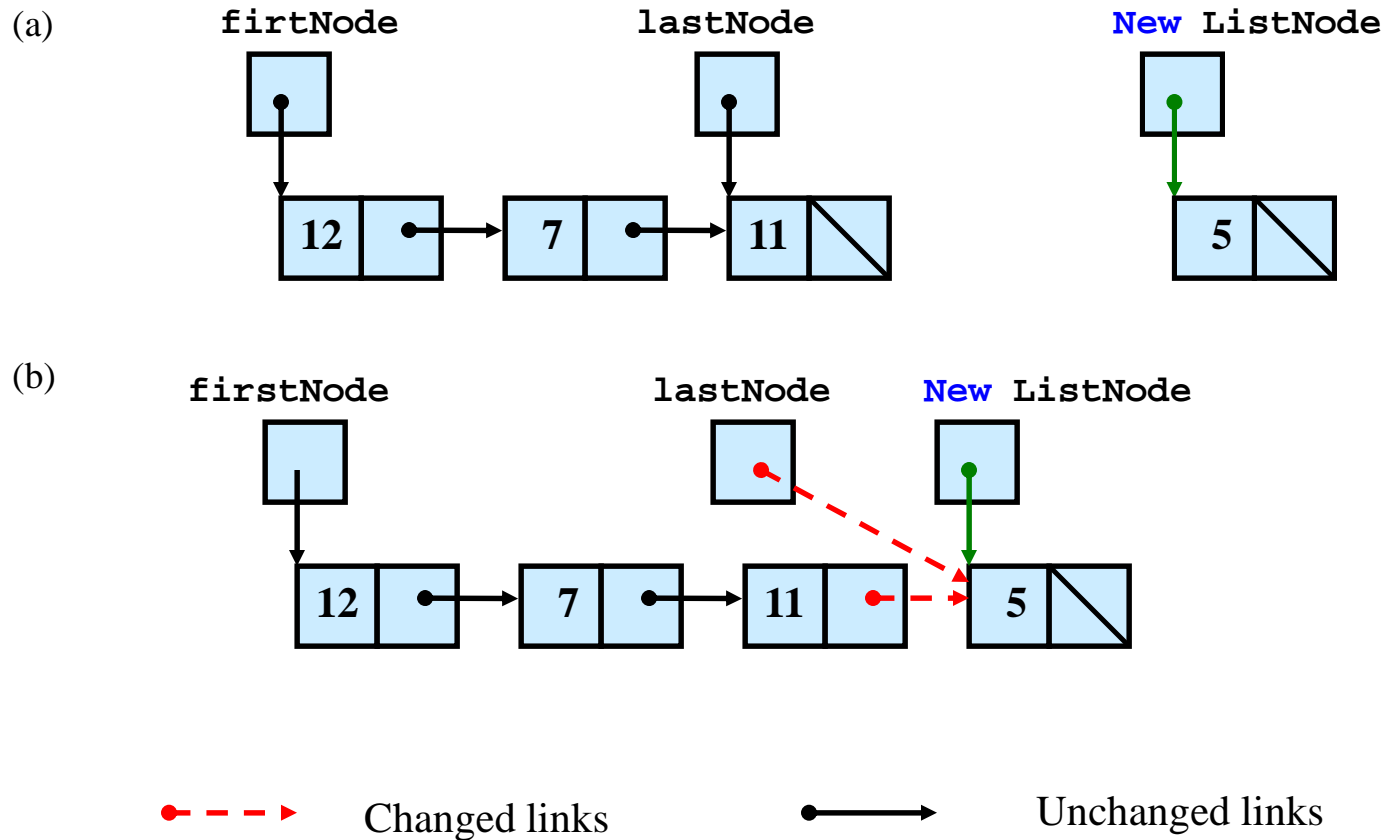 (a)
firtNode lastNode New ListNode
12 7 11 5
(b)
firstNode lastNode New ListNode
12 7 11 5
Changed links Unchanged links